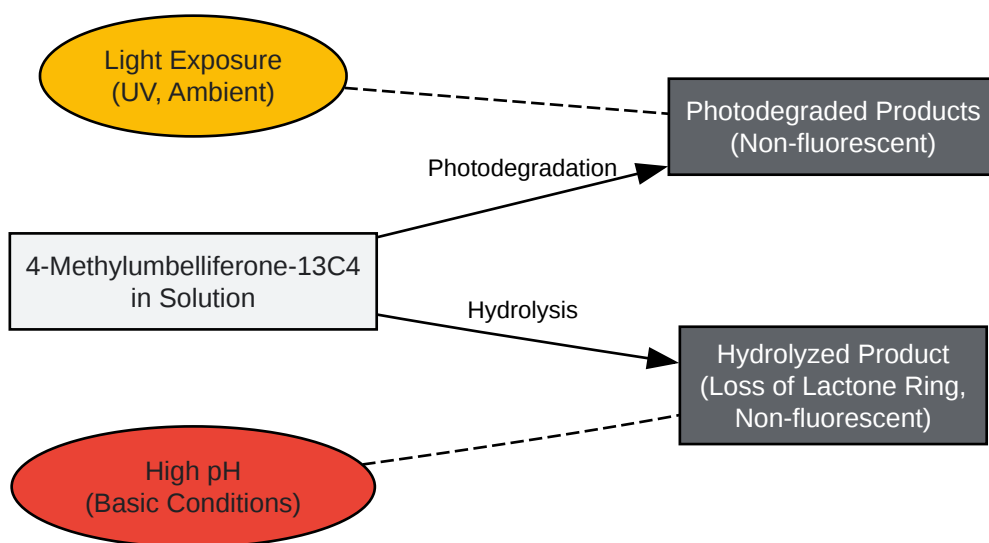 Light Exposure
(UV, Ambient)
Photodegraded Products
(Non-fluorescent)
Photodegradation
4-Methylumbelliferone-13C4
in Solution
Hydrolysis
Hydrolyzed Product
(Loss of Lactone Ring,
Non-fluorescent)
High pH
(Basic Conditions)